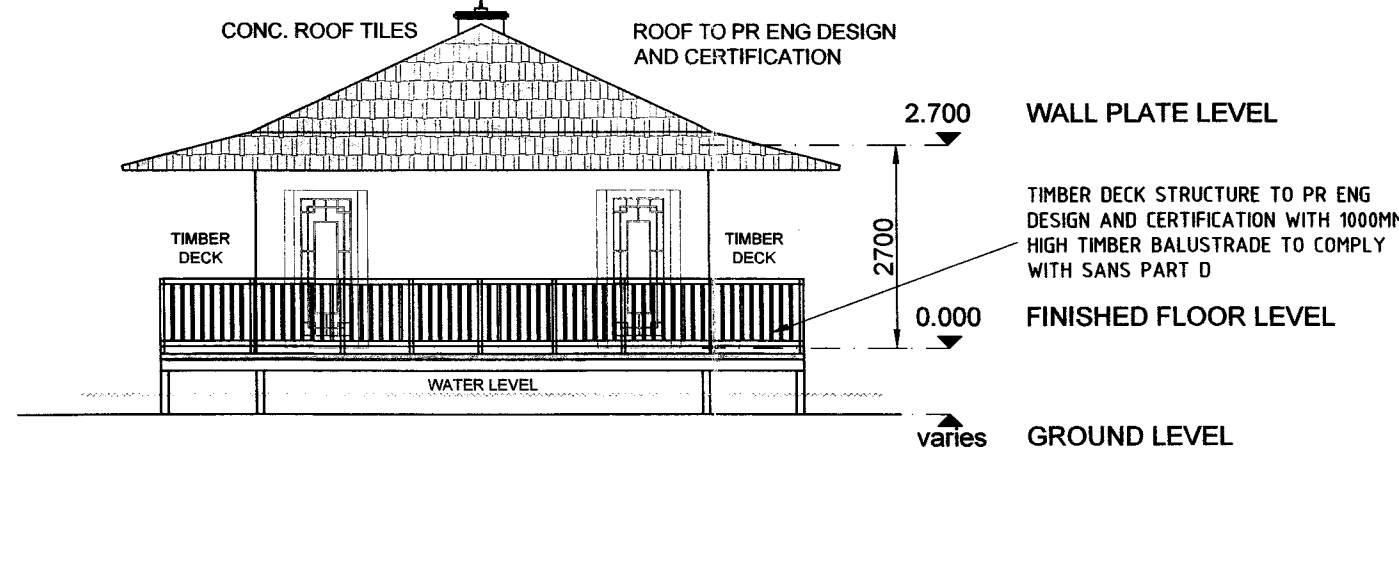 CONC. ROOF TILES
ROOF TO PR ENG DESIGN
AND CERTIFICATION
2.700 WALL PLATE LEVEL
TIMBER DECK STRUCTURE TO PR ENG
DESIGN AND CERTIFICATION WITH 1000MM
HIGH TIMBER BALUSTRADE TO COMPLY
WITH SANS PART D
TIMBER
DECK
TIMBER
DECK
2700
0.000 FINISHED FLOOR LEVEL
WATER LEVEL
varies GROUND LEVEL